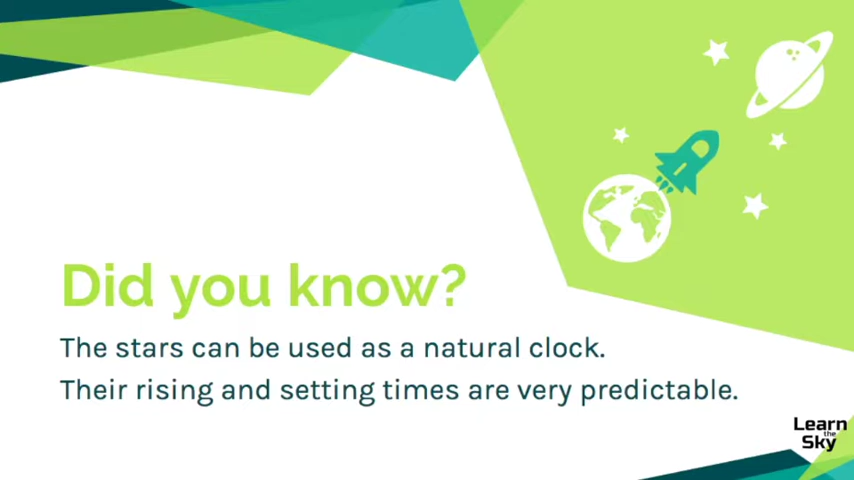 Did you know?
The stars can be used as a natural clock.
Their rising and setting times are very predictable.
Learn
the
Sky